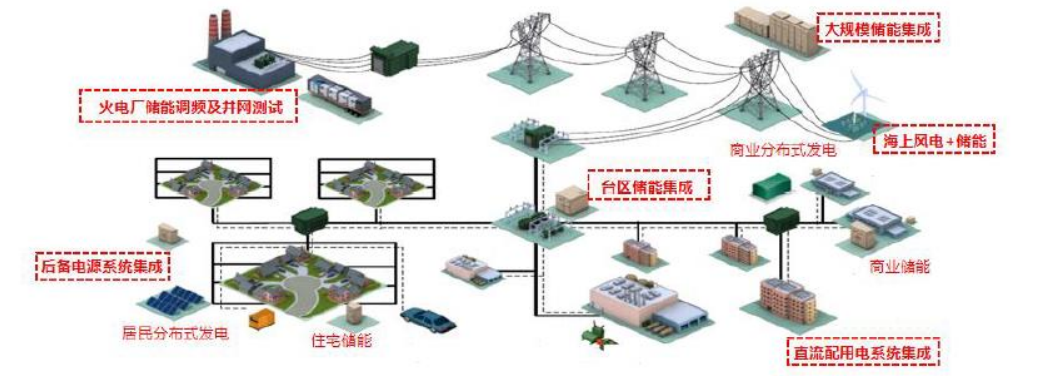 大规模储能集成
火电厂储能调频及并网测试
海上风电+储能
商业分布式发电
台区储能集成
后备电源系统集成
商业储能
居民分布式发电
住宅储能
直流配用电系统集成